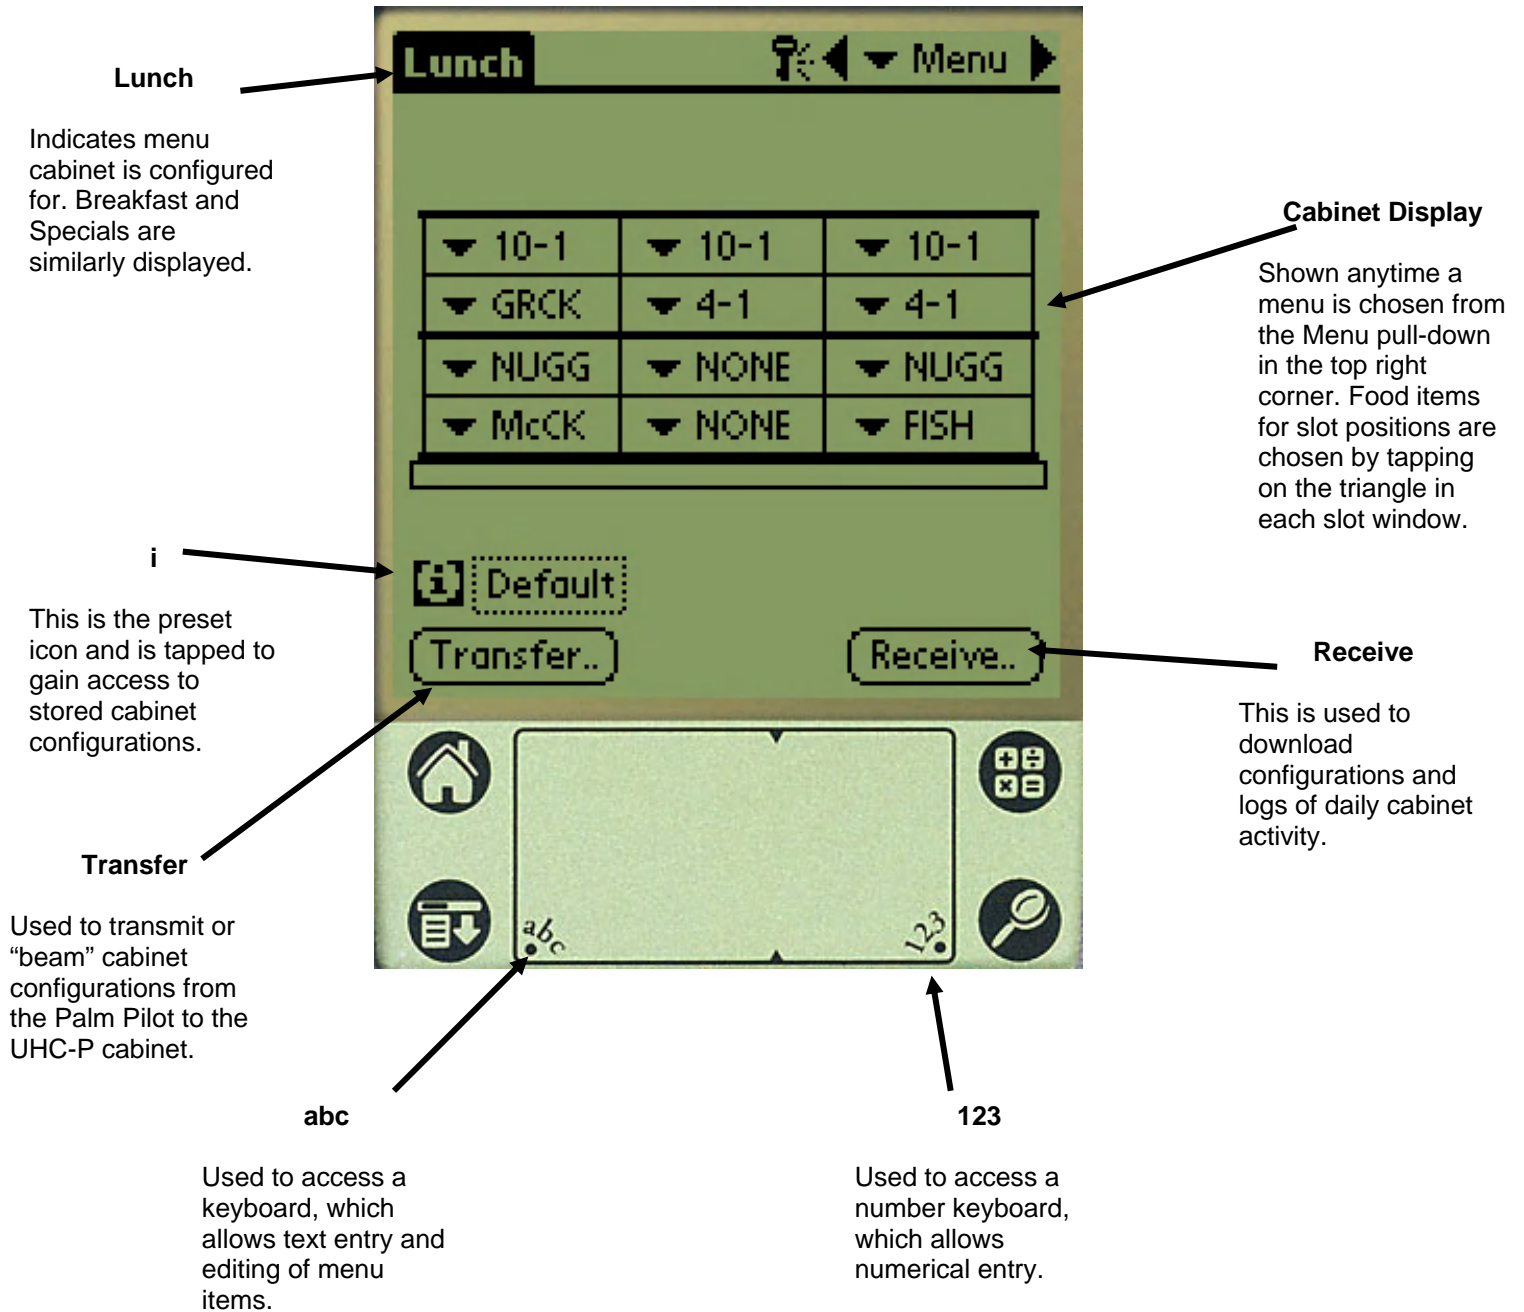 Lunch
Indicates menu
cabinet is configured
for. Breakfast and
Specials are
similarly displayed.
i
This is the preset
icon and is tapped to
gain access to
stored cabinet
configurations.
Transfer
Used to transmit or
“beam” cabinet
configurations from
the Palm Pilot to the
UHC-P cabinet.
Lunch
Menu
10-1 10-1 10-1
GRCK 4-1 4-1
NUGG NONE NUGG
McCK NONE FISH
i Default
Transfer.. Receive..
abc 123
Cabinet Display
Shown anytime a
menu is chosen from
the Menu pull-down
in the top right
corner. Food items
for slot positions are
chosen by tapping
on the triangle in
each slot window.
Receive
This is used to
download
configurations and
logs of daily cabinet
activity.
abc
Used to access a
keyboard, which
allows text entry and
editing of menu
items.
123
Used to access a
number keyboard,
which allows
numerical entry.